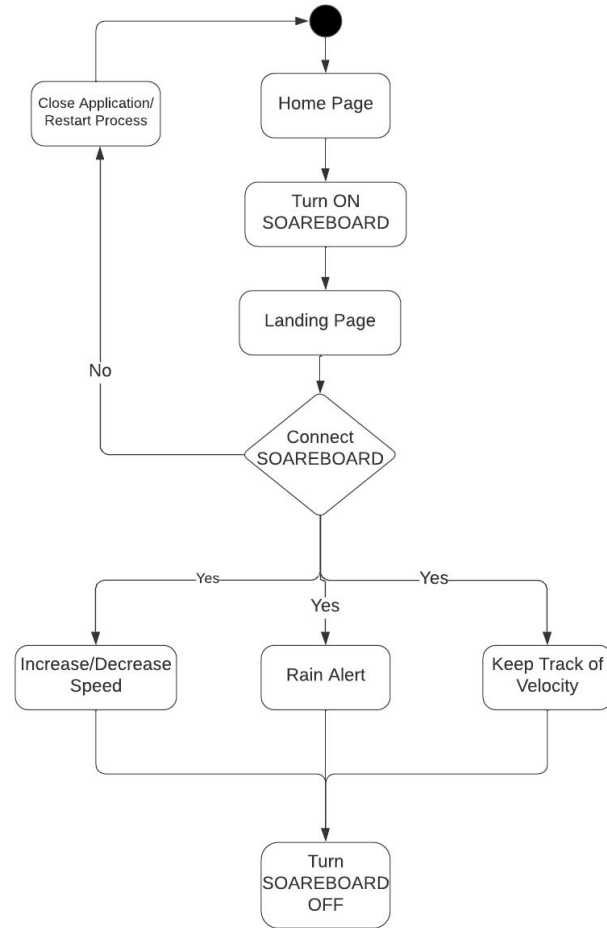 Close Application/
Restart Process
Home Page
Turn ON
SOAREBOARD
Landing Page
No
Connect
SOAREBOARD
Yes
Yes
Yes
Increase/Decrease
Speed
Rain Alert
Keep Track of
Velocity
Turn
SOAREBOARD
OFF